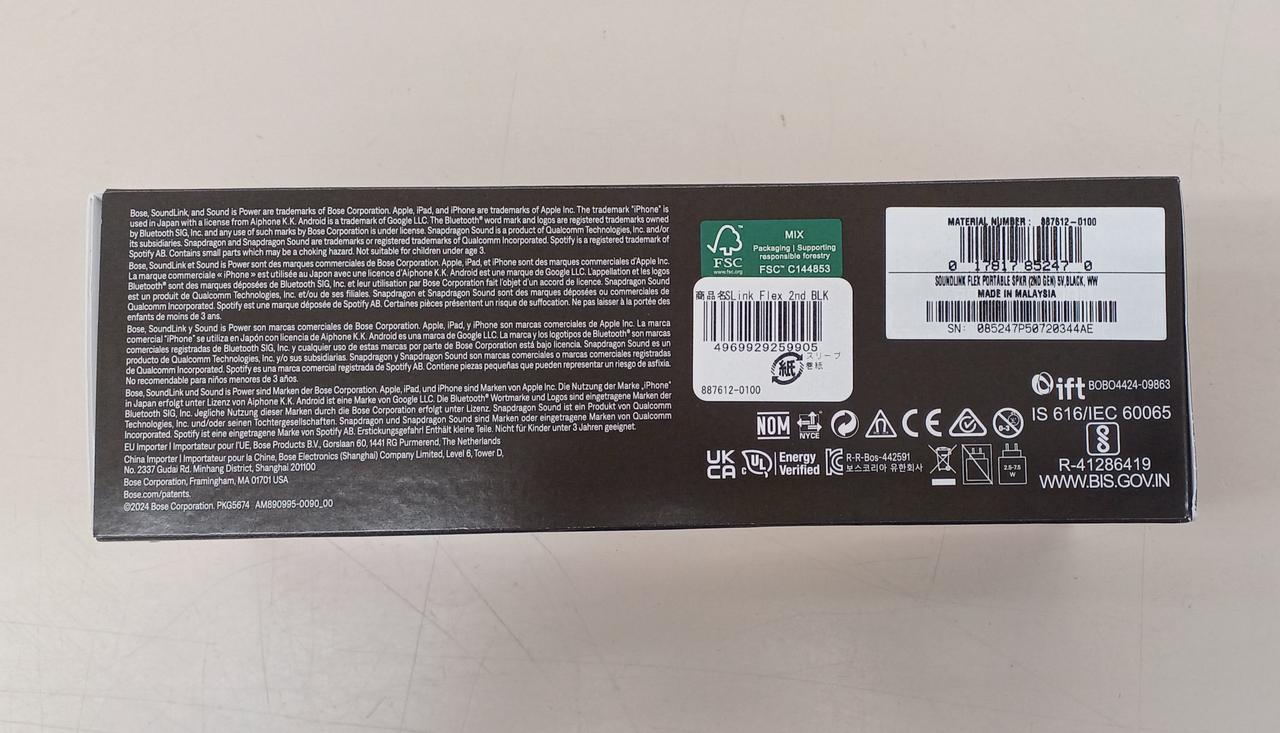 Bose, SoundLink, and Sound is Power are trademarks of Bose Corporation. Apple, iPad, and iPhone are trademarks of Apple Inc. The trademark "iPhone" is
used in Japan with a license from Aiphone K.K. Android is a trademark of Google LLC. The Bluetooth® word mark and logos are registered trademarks owned
by Bluetooth SIG, Inc. and any use of such marks by Bose Corporation is under license. Snapdragon Sound is a product of Qualcomm Technologies, Inc. and/or
its subsidiaries. Snapdragon and Snapdragon Sound are trademarks or registered trademarks of Qualcomm Incorporated. Spotify is a registered trademark of
Spotify AB. Contains small parts which may be a choking hazard. Not suitable for children under age 3.
Bose, SoundLink et Sound is Power sont des marques commerciales de Bose Corporation. Apple, iPad, et iPhone sont des marques commerciales d'Apple Inc.
La marque commerciale « iPhone » est utilisée au Japon avec une licence d'Aiphone K.K. Android est une marque de Google LLC. L'appellation et les logos
Bluetooth® sont des marques déposées de Bluetooth SIG, Inc. et leur utilisation par Bose Corporation fait l'objet d'un accord de licence. Snapdragon Sound
est un produit de Qualcomm Technologies, Inc. et/ou de ses filiales. Snapdragon et Snapdragon Sound sont des marques déposées ou commerciales de
Qualcomm Incorporated. Spotify est une marque déposée de Spotify AB. Certaines pièces présentent un risque de suffocation. Ne pas laisser à la portée des
enfants de moins de 3 ans.
Bose, SoundLink y Sound is Power son marcas comerciales de Bose Corporation. Apple, iPad, y iPhone son marcas comerciales de Apple Inc. La marca
comercial "iPhone" se utiliza en Japón con licencia de Aiphone K.K. Android es una marca de Google LLC. La marca y los logotipos de Bluetooth® son marcas
comerciales registradas de Bluetooth SIG, Inc. y cualquier uso de estas marcas por parte de Bose Corporation está bajo licencia. Snapdragon Sound es un
producto de Qualcomm Technologies, Inc. y/o sus subsidiarias. Snapdragon y Snapdragon Sound son marcas comerciales o marcas comerciales registradas
de Qualcomm Incorporated. Spotify es una marca comercial registrada de Spotify AB. Contiene piezas pequeñas que pueden representar un riesgo de asfixia.
No recomendable para niños menores de 3 años.
Bose, SoundLink und Sound is Power sind Marken der Bose Corporation. Apple, iPad, und iPhone sind Marken von Apple Inc. Die Nutzung der Marke „iPhone"
in Japan erfolgt unter Lizenz von Aiphone K.K. Android ist eine Marke von Google LLC. Die Bluetooth® Wortmarke und Logos sind eingetragene Marken der
Bluetooth SIG, Inc. Jegliche Nutzung dieser Marken durch die Bose Corporation erfolgt unter Lizenz. Snapdragon Sound ist ein Produkt von Qualcomm
Technologies, Inc. und/oder seinen Tochtergesellschaften. Snapdragon und Snapdragon Sound sind Marken oder eingetragene Marken von Qualcomm
Incorporated. Spotify ist eine eingetragene Marke von Spotify AB. Erstickungsgefahr! Enthält kleine Teile. Nicht für Kinder unter 3 Jahren geeignet.
EU Importer I Importateur pour l'UE, Bose Products B.V., Gorslaan 60, 1441 RG Purmerend, The Netherlands
China Importer I Importateur pour la Chine, Bose Electronics (Shanghai) Company Limited, Level 6, Tower D,
No. 2337 Gudai Rd. Minhang District, Shanghai 201100
Bose Corporation, Framingham, MA 01701 USA
Bose.com/patents.
©2024 Bose Corporation. PKG5674 AM890995-0090_00
FSC
www.fsc.org
MIX
Packaging | Supporting
responsible forestry
FSC™ C144853
商品名SLink Flex 2nd BLK
4969929259905
紙
スリーブ
巻紙
887612-0100
MATERIAL NUMBER: 887612-0100
0 17817 85247 0
SOUNDLINK FLEX PORTABLE SPKR (2ND GEN) 5V,BLACK, WW
MADE IN MALAYSIA
SN: 085247P50720344AE
NOM
NYCE
CE
0-3
UK
CA
UL
Energy
Verified
R-R-Bos-442591
보스코리아 유한회사
2.5-7.5
W
ift BOBO4424-09863
IS 616/IEC 60065
R-41286419
WWW.BIS.GOV.IN